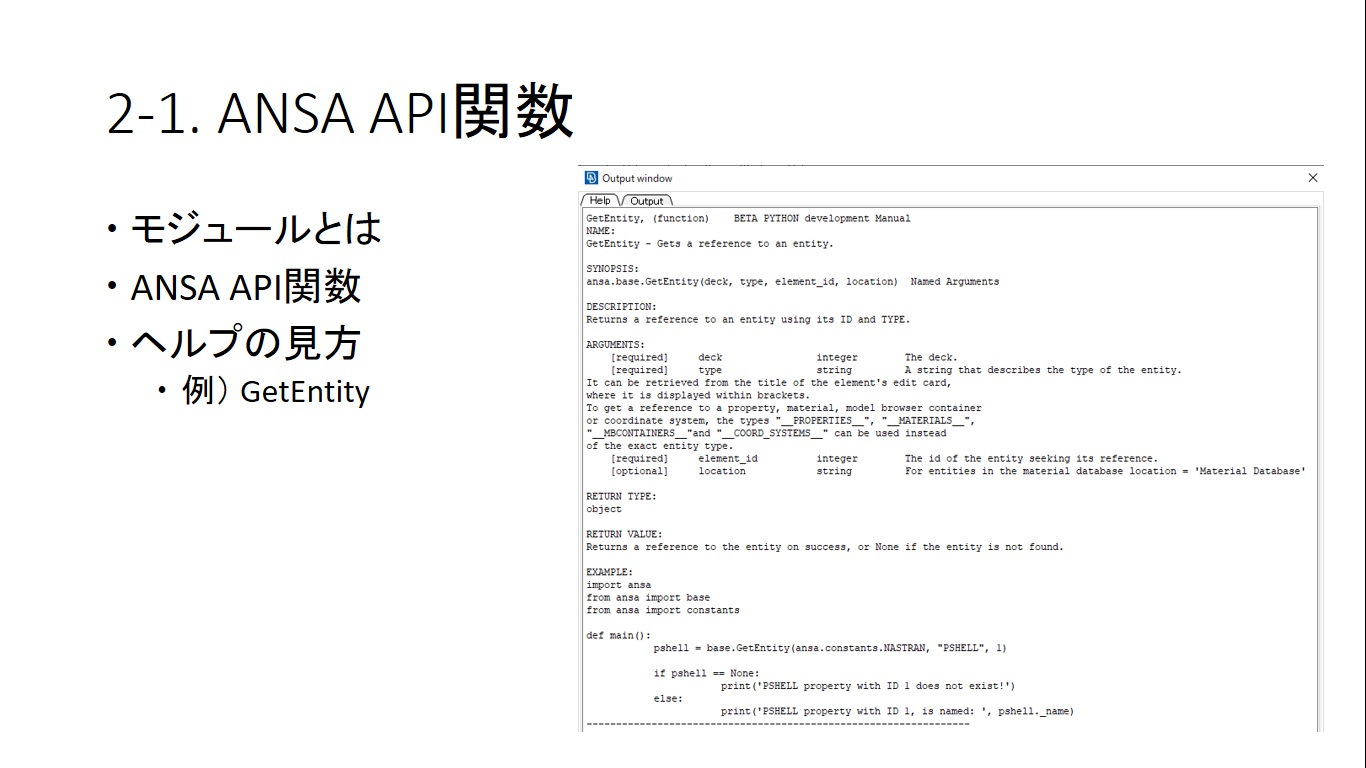 2-1. ANSA API関数
・モジュールとは
・ANSA API関数
・ヘルプの見方
・例）GetEntity
Output window
Help
Output
GetEntity, (function)    BETA PYTHON development Manual
NAME:
GetEntity - Gets a reference to an entity.
SYNOPSIS:
ansa.base.GetEntity(deck, type, element_id, location)  Named Arguments
DESCRIPTION:
Returns a reference to an entity using its ID and TYPE.
ARGUMENTS:
[required]     deck                integer        The deck.
[required]     type                string         A string that describes the type of the entity.
It can be retrieved from the title of the element's edit card,
where it is displayed within brackets.
To get a reference to a property, material, model browser container
or coordinate system, the types "__PROPERTIES__", "__MATERIALS__",
"__MBCONTAINERS__"and "__COORD_SYSTEMS__" can be used instead
of the exact entity type.
[required]     element_id          integer        The id of the entity seeking its reference.
[optional]     location            string         For entities in the material database location = 'Material Database'
RETURN TYPE:
object
RETURN VALUE:
Returns a reference to the entity on success, or None if the entity is not found.
EXAMPLE:
import ansa
from ansa import base
from ansa import constants
def main():
pshell = base.GetEntity(ansa.constants.NASTRAN, "PSHELL", 1)
if pshell == None:
print('PSHELL property with ID 1 does not exist!')
else:
print('PSHELL property with ID 1, is named: ', pshell._name)
-----------------------------------------------------------------